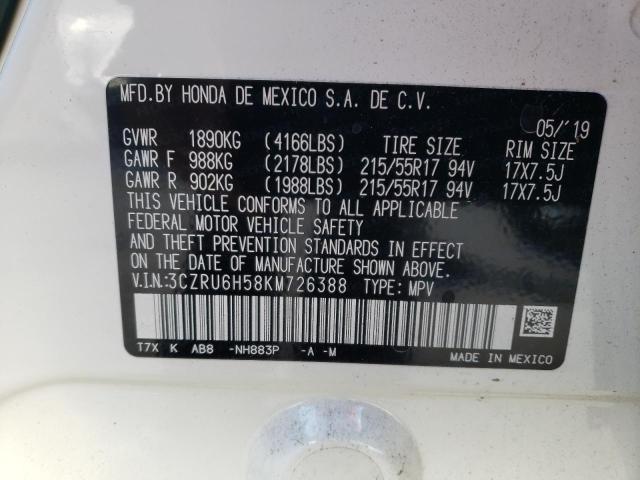 MFD.BY HONDA DE MEXICO S.A. DE C.V.
05/'19
GVWR 1890KG (4166LBS) TIRE SIZE RIM SIZE
GAWR F 988KG (2178LBS) 215/55R17 94V 17X7.5J
GAWR R 902KG (1988LBS) 215/55R17 94V 17X7.5J
THIS VEHICLE CONFORMS TO ALL APPLICABLE
FEDERAL MOTOR VEHICLE SAFETY
AND THEFT PREVENTION STANDARDS IN EFFECT
ON THE DATE OF MANUFACTURE SHOWN ABOVE.
V.I.N.:3CZRU6H58KM726388 TYPE: MPV
T7X K AB8 -NH883P -A -M
MADE IN MEXICO